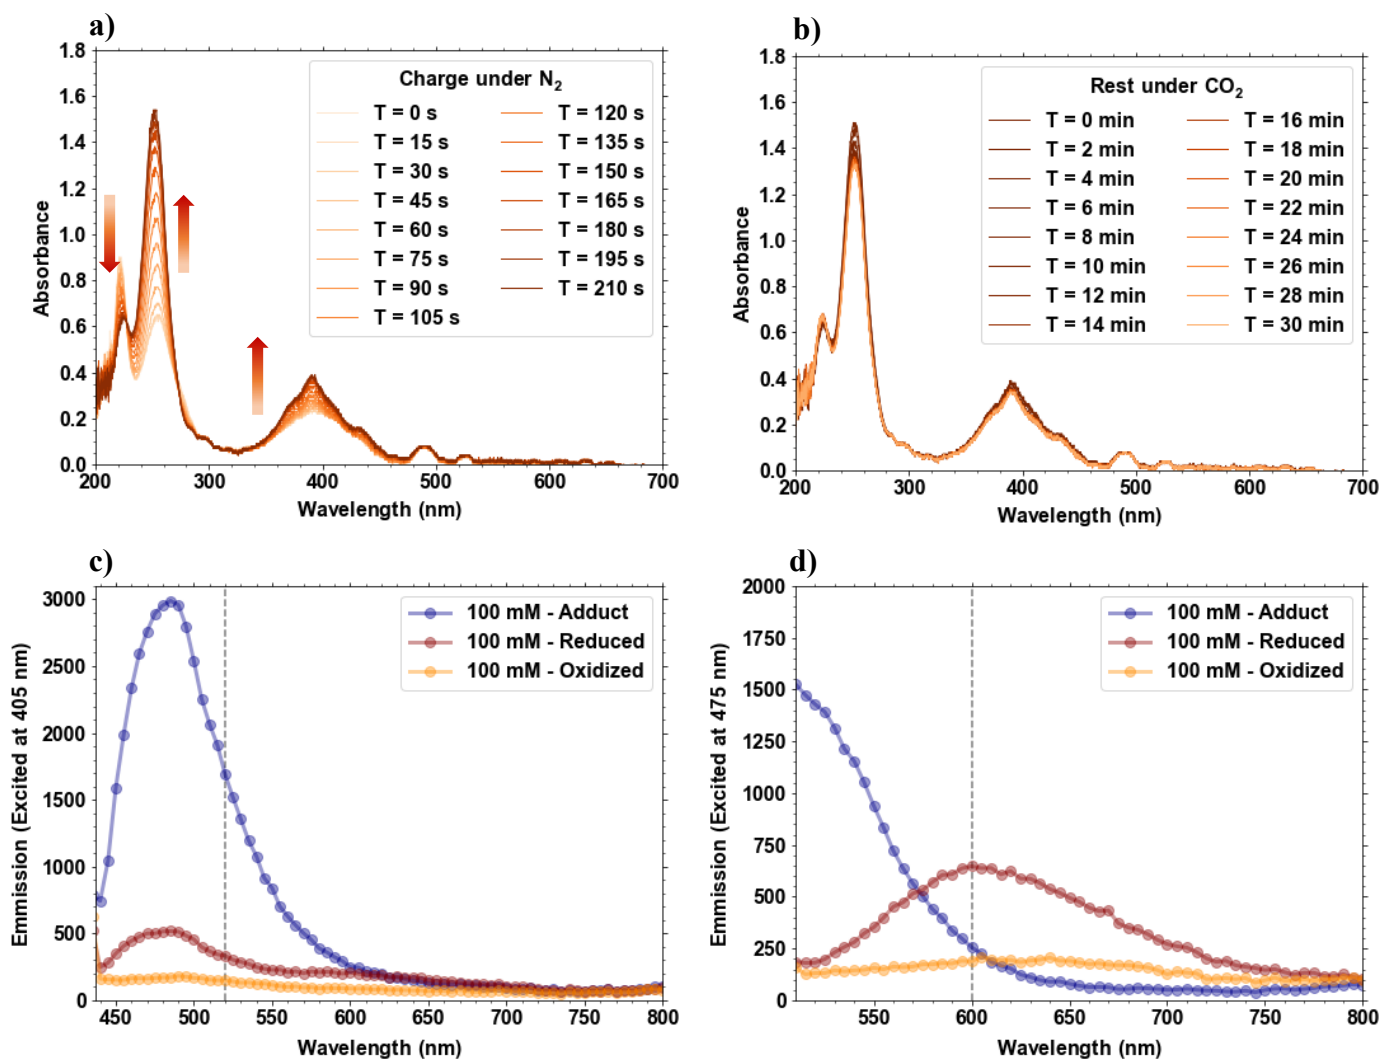 a)
1.8
1.6
1.4
1.2
1.0
0.8
0.6
0.4
0.2
0.0
Absorbance
200 300 400 500 600 700
Wavelength (nm)
Charge under N2
T = 0 s
T = 15 s
T = 30 s
T = 45 s
T = 60 s
T = 75 s
T = 90 s
T = 105 s
T = 120 s
T = 135 s
T = 150 s
T = 165 s
T = 180 s
T = 195 s
T = 210 s
b)
1.8
1.6
1.4
1.2
1.0
0.8
0.6
0.4
0.2
0.0
Absorbance
200 300 400 500 600 700
Wavelength (nm)
Rest under CO2
T = 0 min
T = 2 min
T = 4 min
T = 6 min
T = 8 min
T = 10 min
T = 12 min
T = 14 min
T = 16 min
T = 18 min
T = 20 min
T = 22 min
T = 24 min
T = 26 min
T = 28 min
T = 30 min
c)
3000
2500
2000
1500
1000
500
0
Emmission (Excited at 405 nm)
450 500 550 600 650 700 750 800
Wavelength (nm)
100 mM - Adduct
100 mM - Reduced
100 mM - Oxidized
d)
2000
1750
1500
1250
1000
750
500
250
0
Emmission (Excited at 475 nm)
550 600 650 700 750 800
Wavelength (nm)
100 mM - Adduct
100 mM - Reduced
100 mM - Oxidized